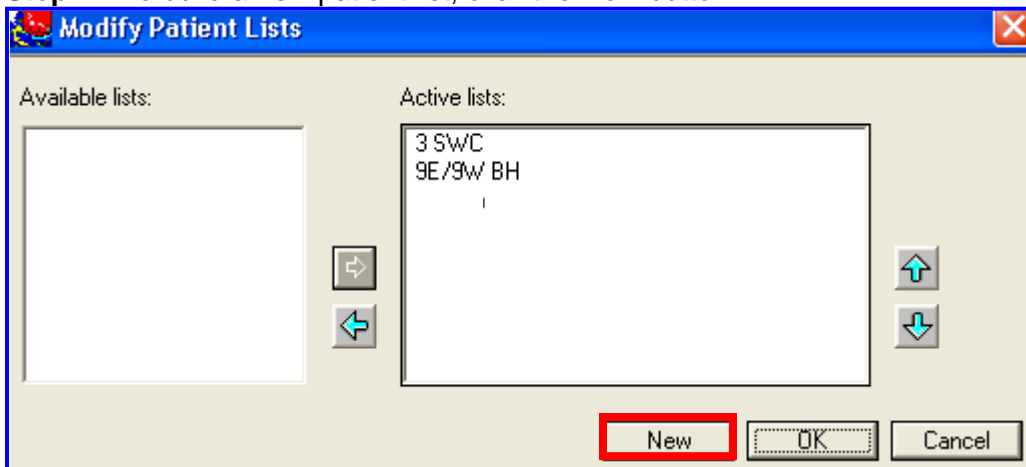 Modify Patient Lists
Available lists:
Active lists:
3 SWC
9E/9W BH
New
OK
Cancel